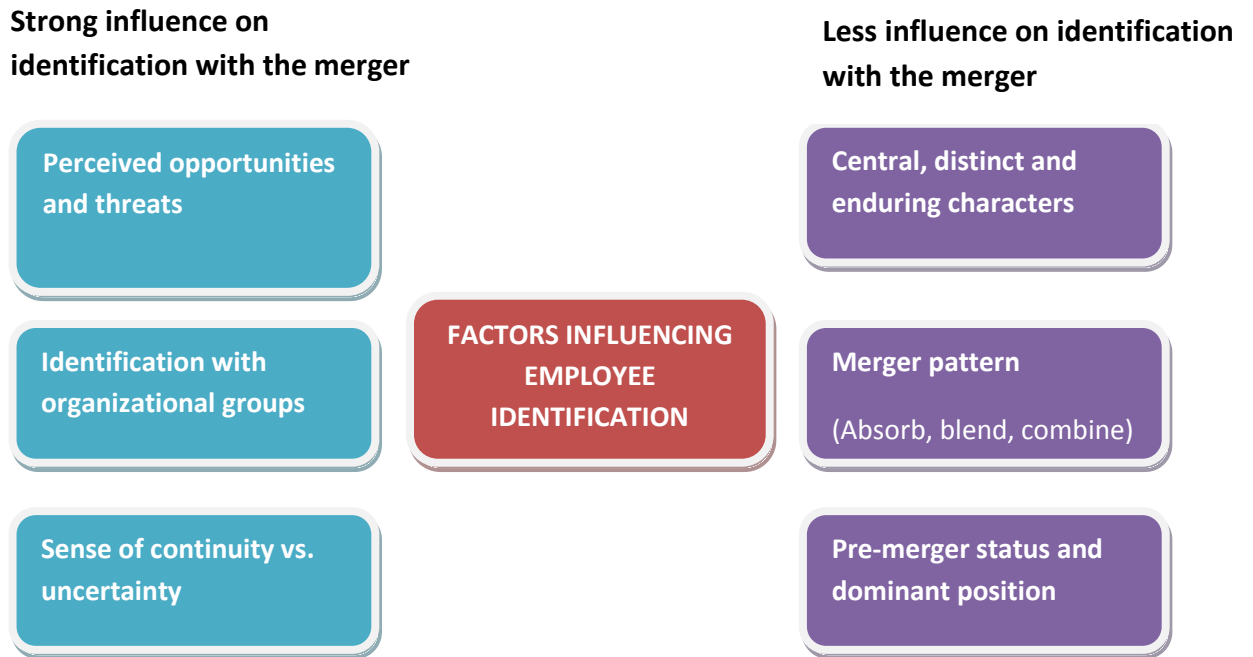 Strong influence on
identification with the merger
Less influence on identification
with the merger
Perceived opportunities
and threats
Central, distinct and
enduring characters
FACTORS INFLUENCING
EMPLOYEE
IDENTIFICATION
Identification with
organizational groups
Merger pattern
(Absorb, blend, combine)
Sense of continuity vs.
uncertainty
Pre-merger status and
dominant position